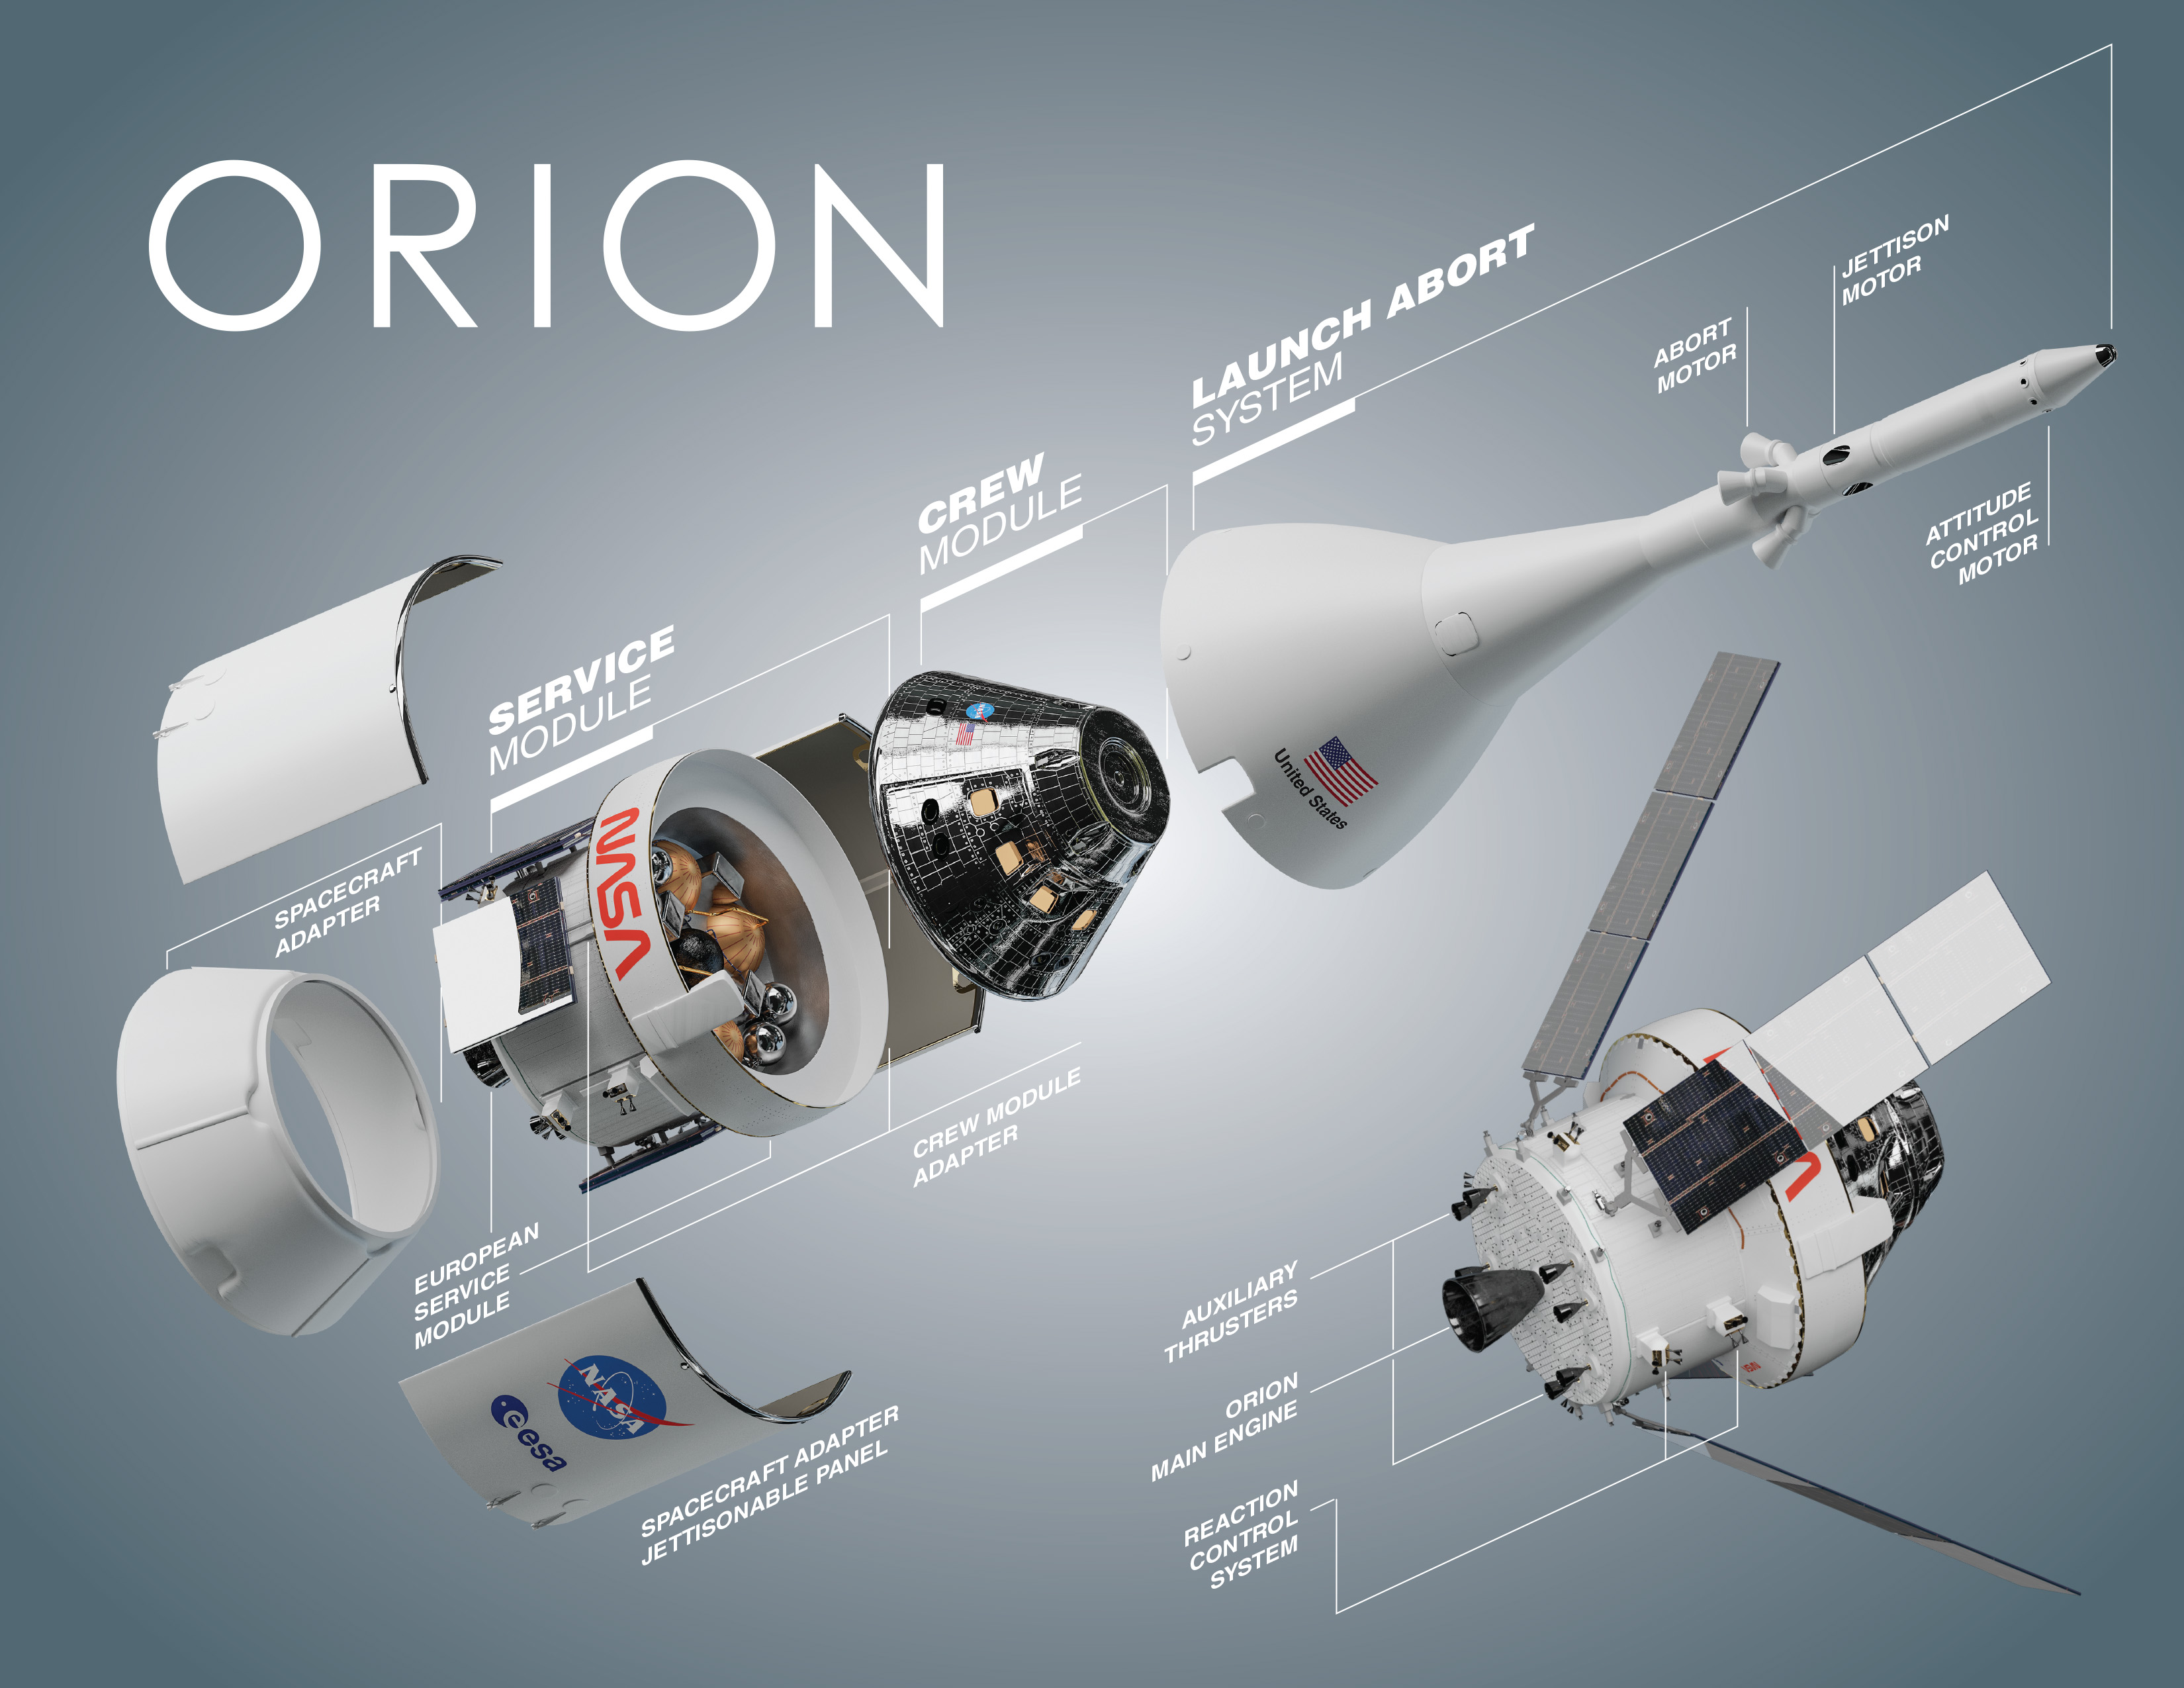 ORION
LAUNCH ABORT
SYSTEM
JETTISON
MOTOR
ABORT
MOTOR
ATTITUDE
CONTROL
MOTOR
CREW
MODULE
SERVICE
MODULE
United States
NASA
NASA
SPACECRAFT
ADAPTER
CREW MODULE
ADAPTER
EUROPEAN
SERVICE
MODULE
NASA
esa
SPACECRAFT ADAPTER
JETTISONABLE PANEL
AUXILIARY
THRUSTERS
ORION
MAIN ENGINE
REACTION
CONTROL
SYSTEM